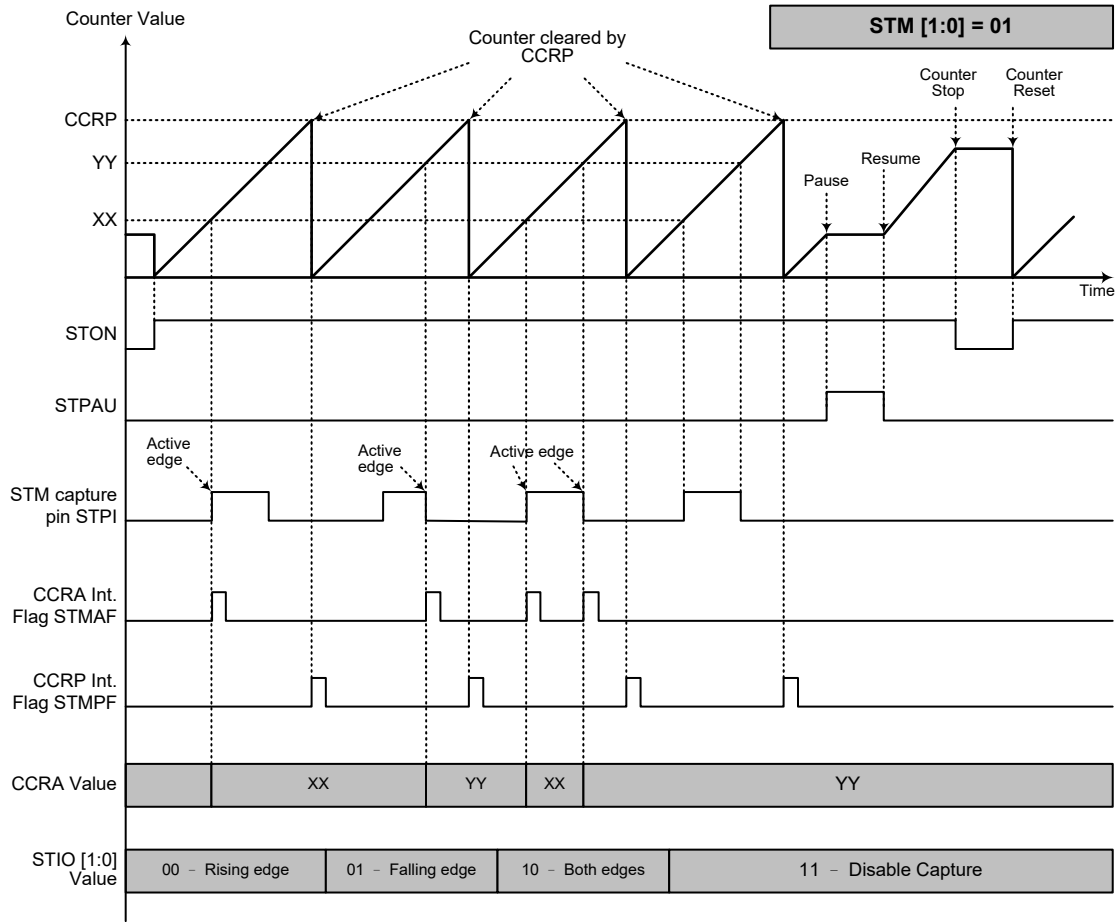 Counter Value
STM [1:0] = 01
Counter cleared by
CCRP
Counter
Stop
Counter
Reset
CCRP
YY
Resume
Pause
XX
Time
STON
STPAU
Active
edge
Active
edge
Active edge
STM capture
pin STPI
CCRA Int.
Flag STMAF
CCRP Int.
Flag STMPF
CCRA Value
XX
YY
XX
YY
STIO [1:0]
Value
00 – Rising edge
01 – Falling edge
10 – Both edges
11 – Disable Capture